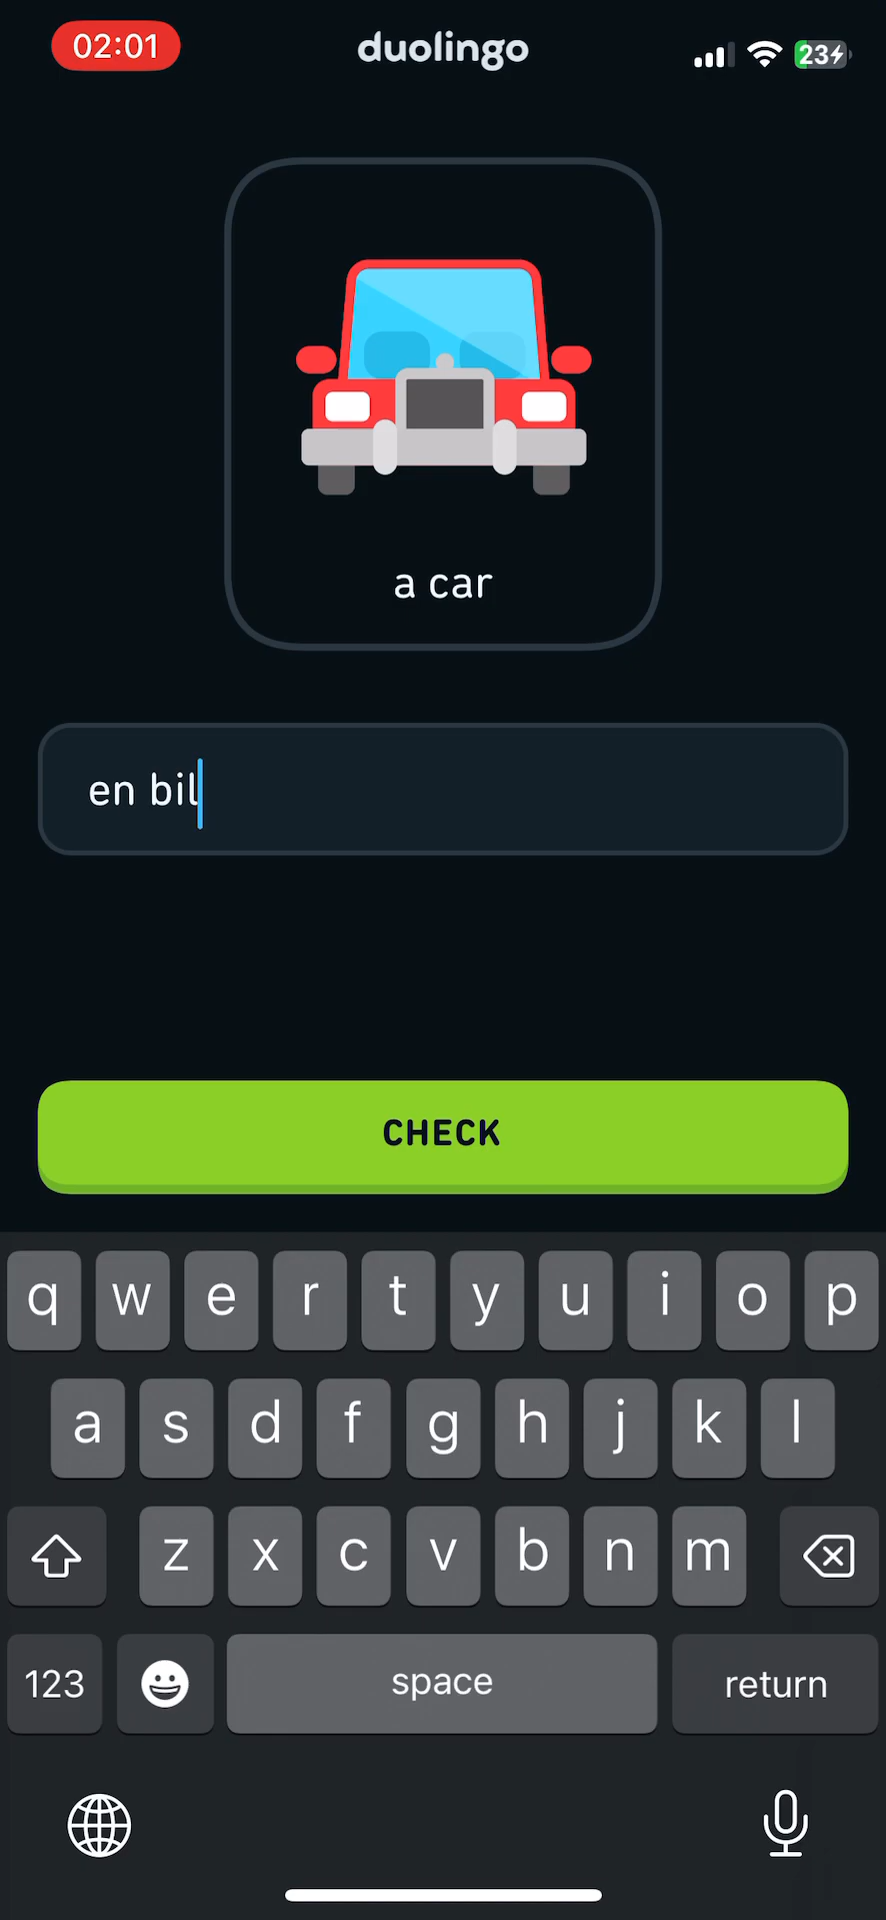 02:01
duolingo
23
a car
en bil
CHECK
q w e r t y u i o p
a s d f g h j k l
z x c v b n m
123 space return